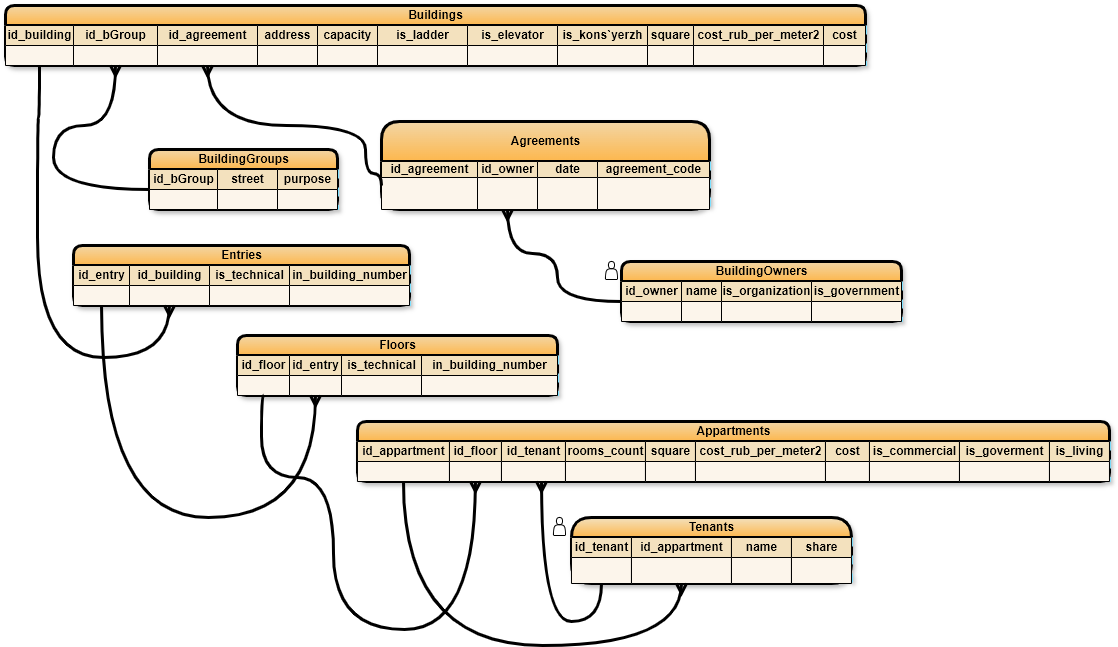 Buildings
id_building id_bGroup id_agreement address capacity is_ladder is_elevator is_kons`yerzh square cost_rub_per_meter2 cost
Agreements
id_agreement id_owner date agreement_code
BuildingGroups
id_bGroup street purpose
Entries
id_entry id_building is_technical in_building_number
BuildingOwners
id_owner name is_organization is_government
Floors
id_floor id_entry is_technical in_building_number
Appartments
id_appartment id_floor id_tenant rooms_count square cost_rub_per_meter2 cost is_commercial is_goverment is_living
Tenants
id_tenant id_appartment name share